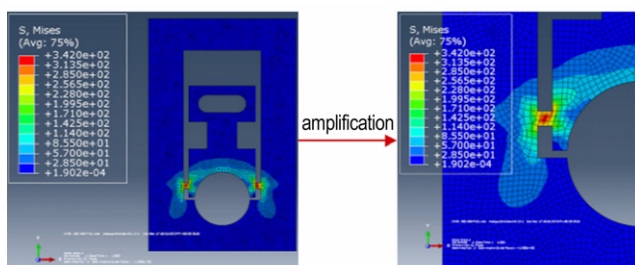 S, Mises
(Avg: 75%)
+3.420e+02
+3.135e+02
+2.850e+02
+2.565e+02
+2.280e+02
+1.995e+02
+1.710e+02
+1.425e+02
+1.140e+02
+8.550e+01
+5.700e+01
+2.850e+01
+1.902e-04
amplification
S, Mises
(Avg: 75%)
+3.420e+02
+3.135e+02
+2.850e+02
+2.565e+02
+2.280e+02
+1.995e+02
+1.710e+02
+1.425e+02
+1.140e+02
+8.550e+01
+5.700e+01
+2.850e+01
+1.902e-04